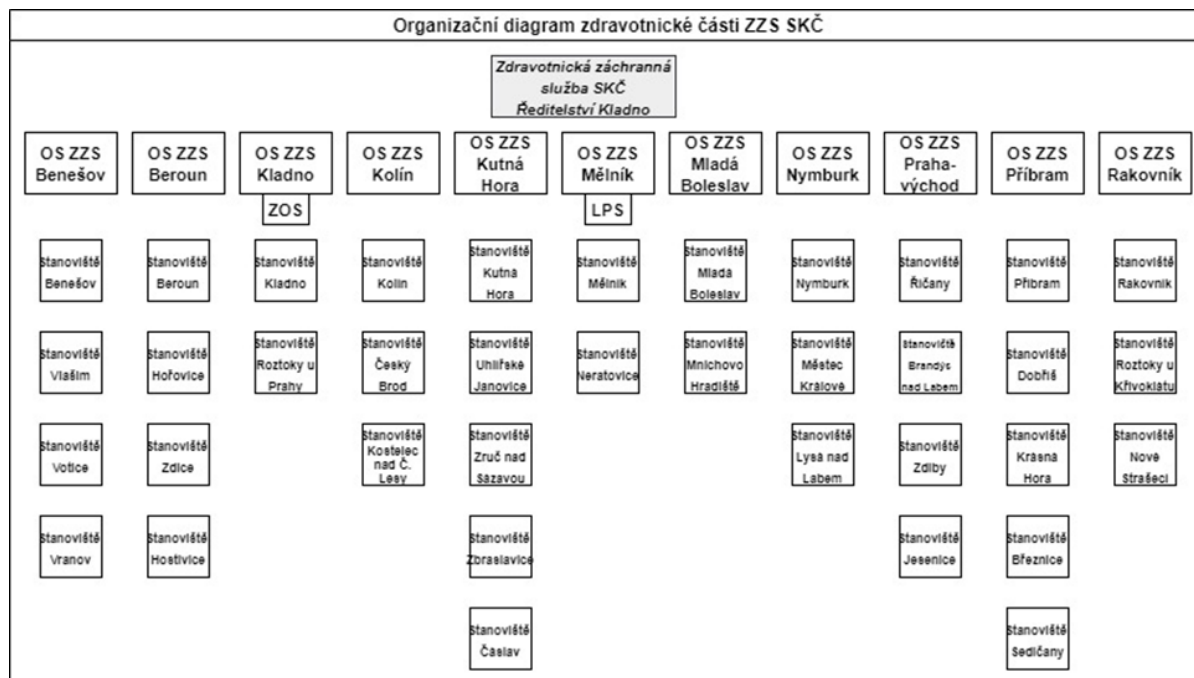 Organizační diagram zdravotnické části ZZS SKČ
Zdravotnická záchranná
služba SKČ
Ředitelství Kladno
OS ZZS
Benešov
OS ZZS
Beroun
OS ZZS
Kladno
OS ZZS
Kolín
OS ZZS
Kutná
Hora
OS ZZS
Mělník
OS ZZS
Mladá
Boleslav
OS ZZS
Nymburk
OS ZZS
Praha-
východ
OS ZZS
Příbram
OS ZZS
Rakovník
ZOS
LPS
Stanoviště
Benešov
Stanoviště
Beroun
Stanoviště
Kladno
Stanoviště
Kolín
Stanoviště
Kutná
Hora
Stanoviště
Mělník
Stanoviště
Mladá
Boleslav
Stanoviště
Nymburk
Stanoviště
Říčany
Stanoviště
Příbram
Stanoviště
Rakovník
Stanoviště
Vlašim
Stanoviště
Hořovice
Stanoviště
Roztoky u
Prahy
Stanoviště
Český
Brod
Stanoviště
Uhlířské
Janovice
Stanoviště
Neratovice
Stanoviště
Mnichovo
Hradiště
Stanoviště
Městec
Králové
Stanoviště
Brandýs
nad Labem
Stanoviště
Dobříš
Stanoviště
Roztoky u
Křivoklátu
Stanoviště
Votice
Stanoviště
Zdice
Stanoviště
Kostelec
nad Č.
Lesy
Stanoviště
Zruč nad
Sázavou
Stanoviště
Lysá nad
Labem
Stanoviště
Zdiby
Stanoviště
Krásná
Hora
Stanoviště
Nové
Strašecí
Stanoviště
Vranov
Stanoviště
Hostivice
Stanoviště
Zbraslavice
Stanoviště
Jesenice
Stanoviště
Březnice
Stanoviště
Čáslav
Stanoviště
Sedlčany